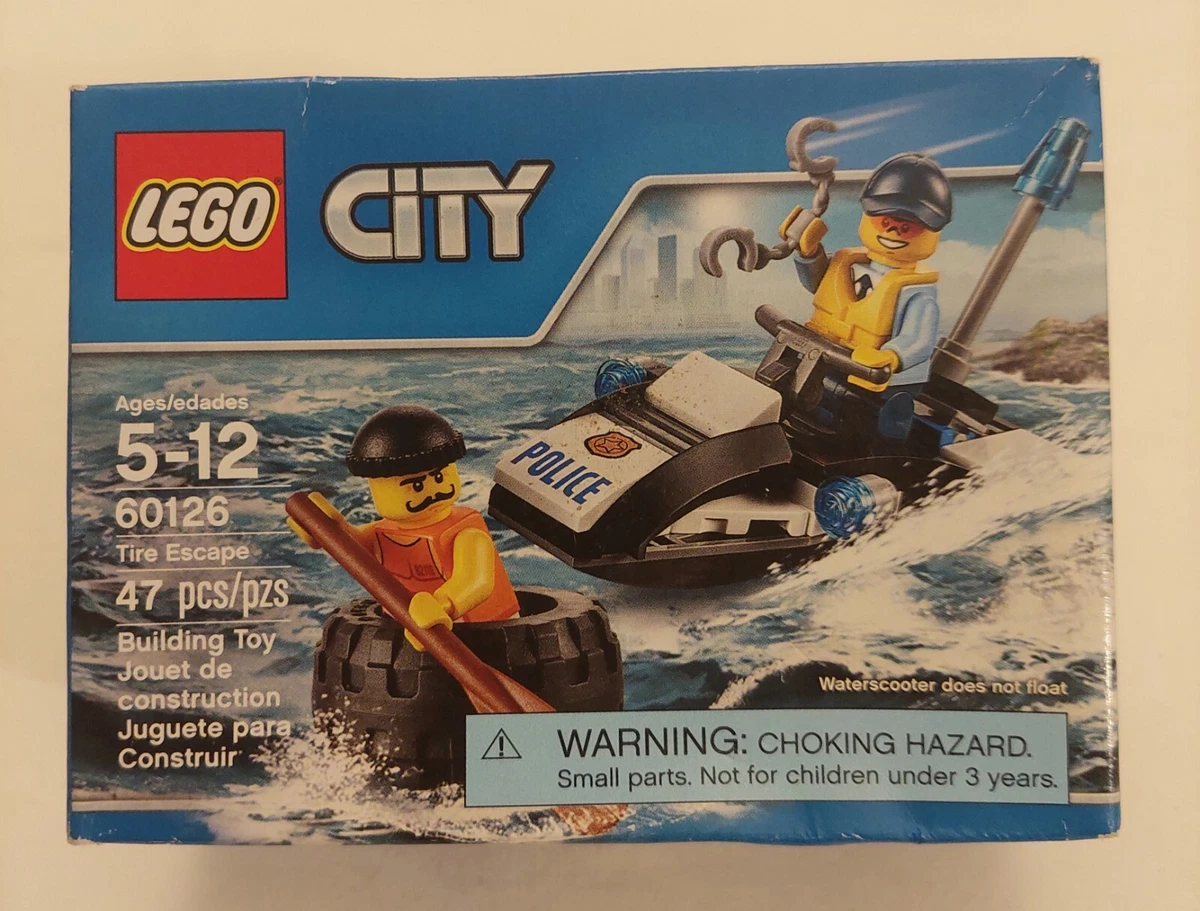 LEGO®
CITY
Ages/edades
5-12
60126
Tire Escape
47 pcs/pzs
Building Toy
Jouet de
construction
Juguete para
Construir
POLICE
Waterscooter does not float
WARNING: CHOKING HAZARD.
Small parts. Not for children under 3 years.